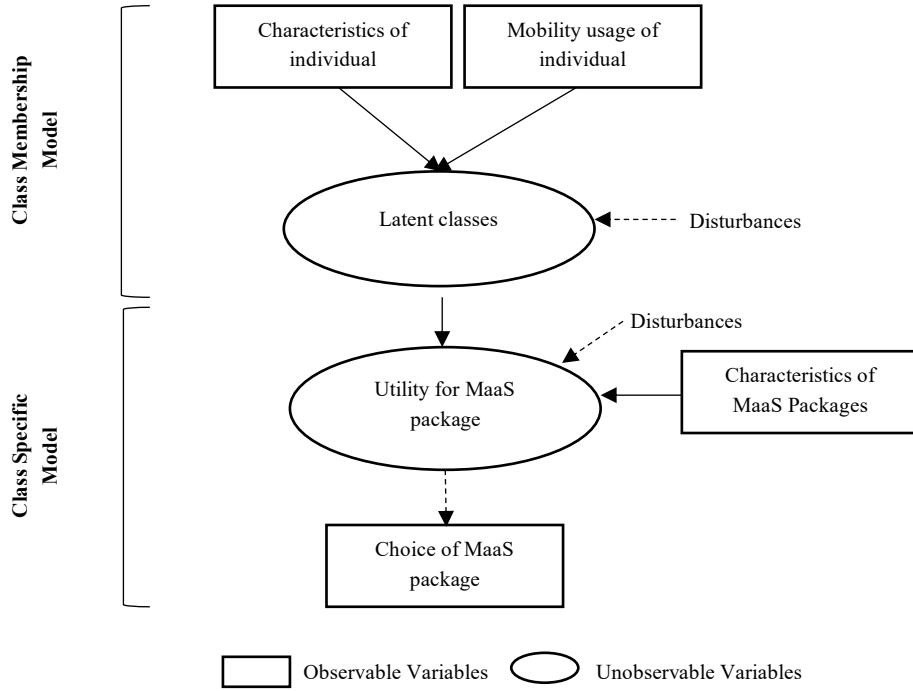 Characteristics of
individual
Mobility usage of
individual
Class Membership
Model
Latent classes
Disturbances
Disturbances
Class Specific
Model
Utility for MaaS
package
Characteristics of
MaaS Packages
Choice of MaaS
package
Observable Variables
Unobservable Variables